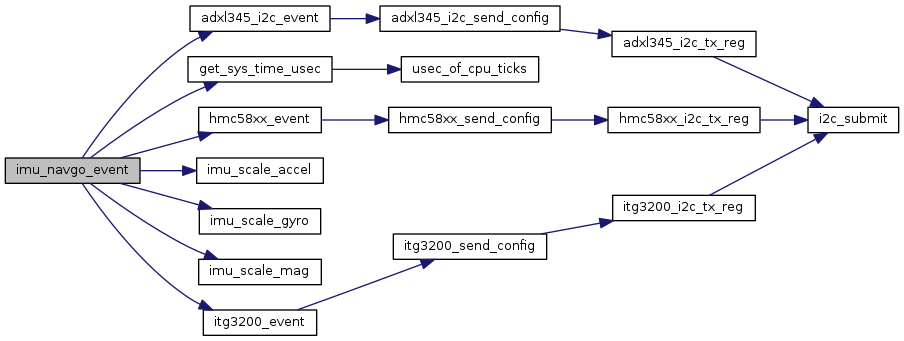 adxl345_i2c_event
adxl345_i2c_send_config
adxl345_i2c_tx_reg
get_sys_time_usec
usec_of_cpu_ticks
hmc58xx_event
hmc58xx_send_config
hmc58xx_i2c_tx_reg
i2c_submit
imu_navgo_event
imu_scale_accel
imu_scale_gyro
itg3200_i2c_tx_reg
itg3200_send_config
imu_scale_mag
itg3200_event